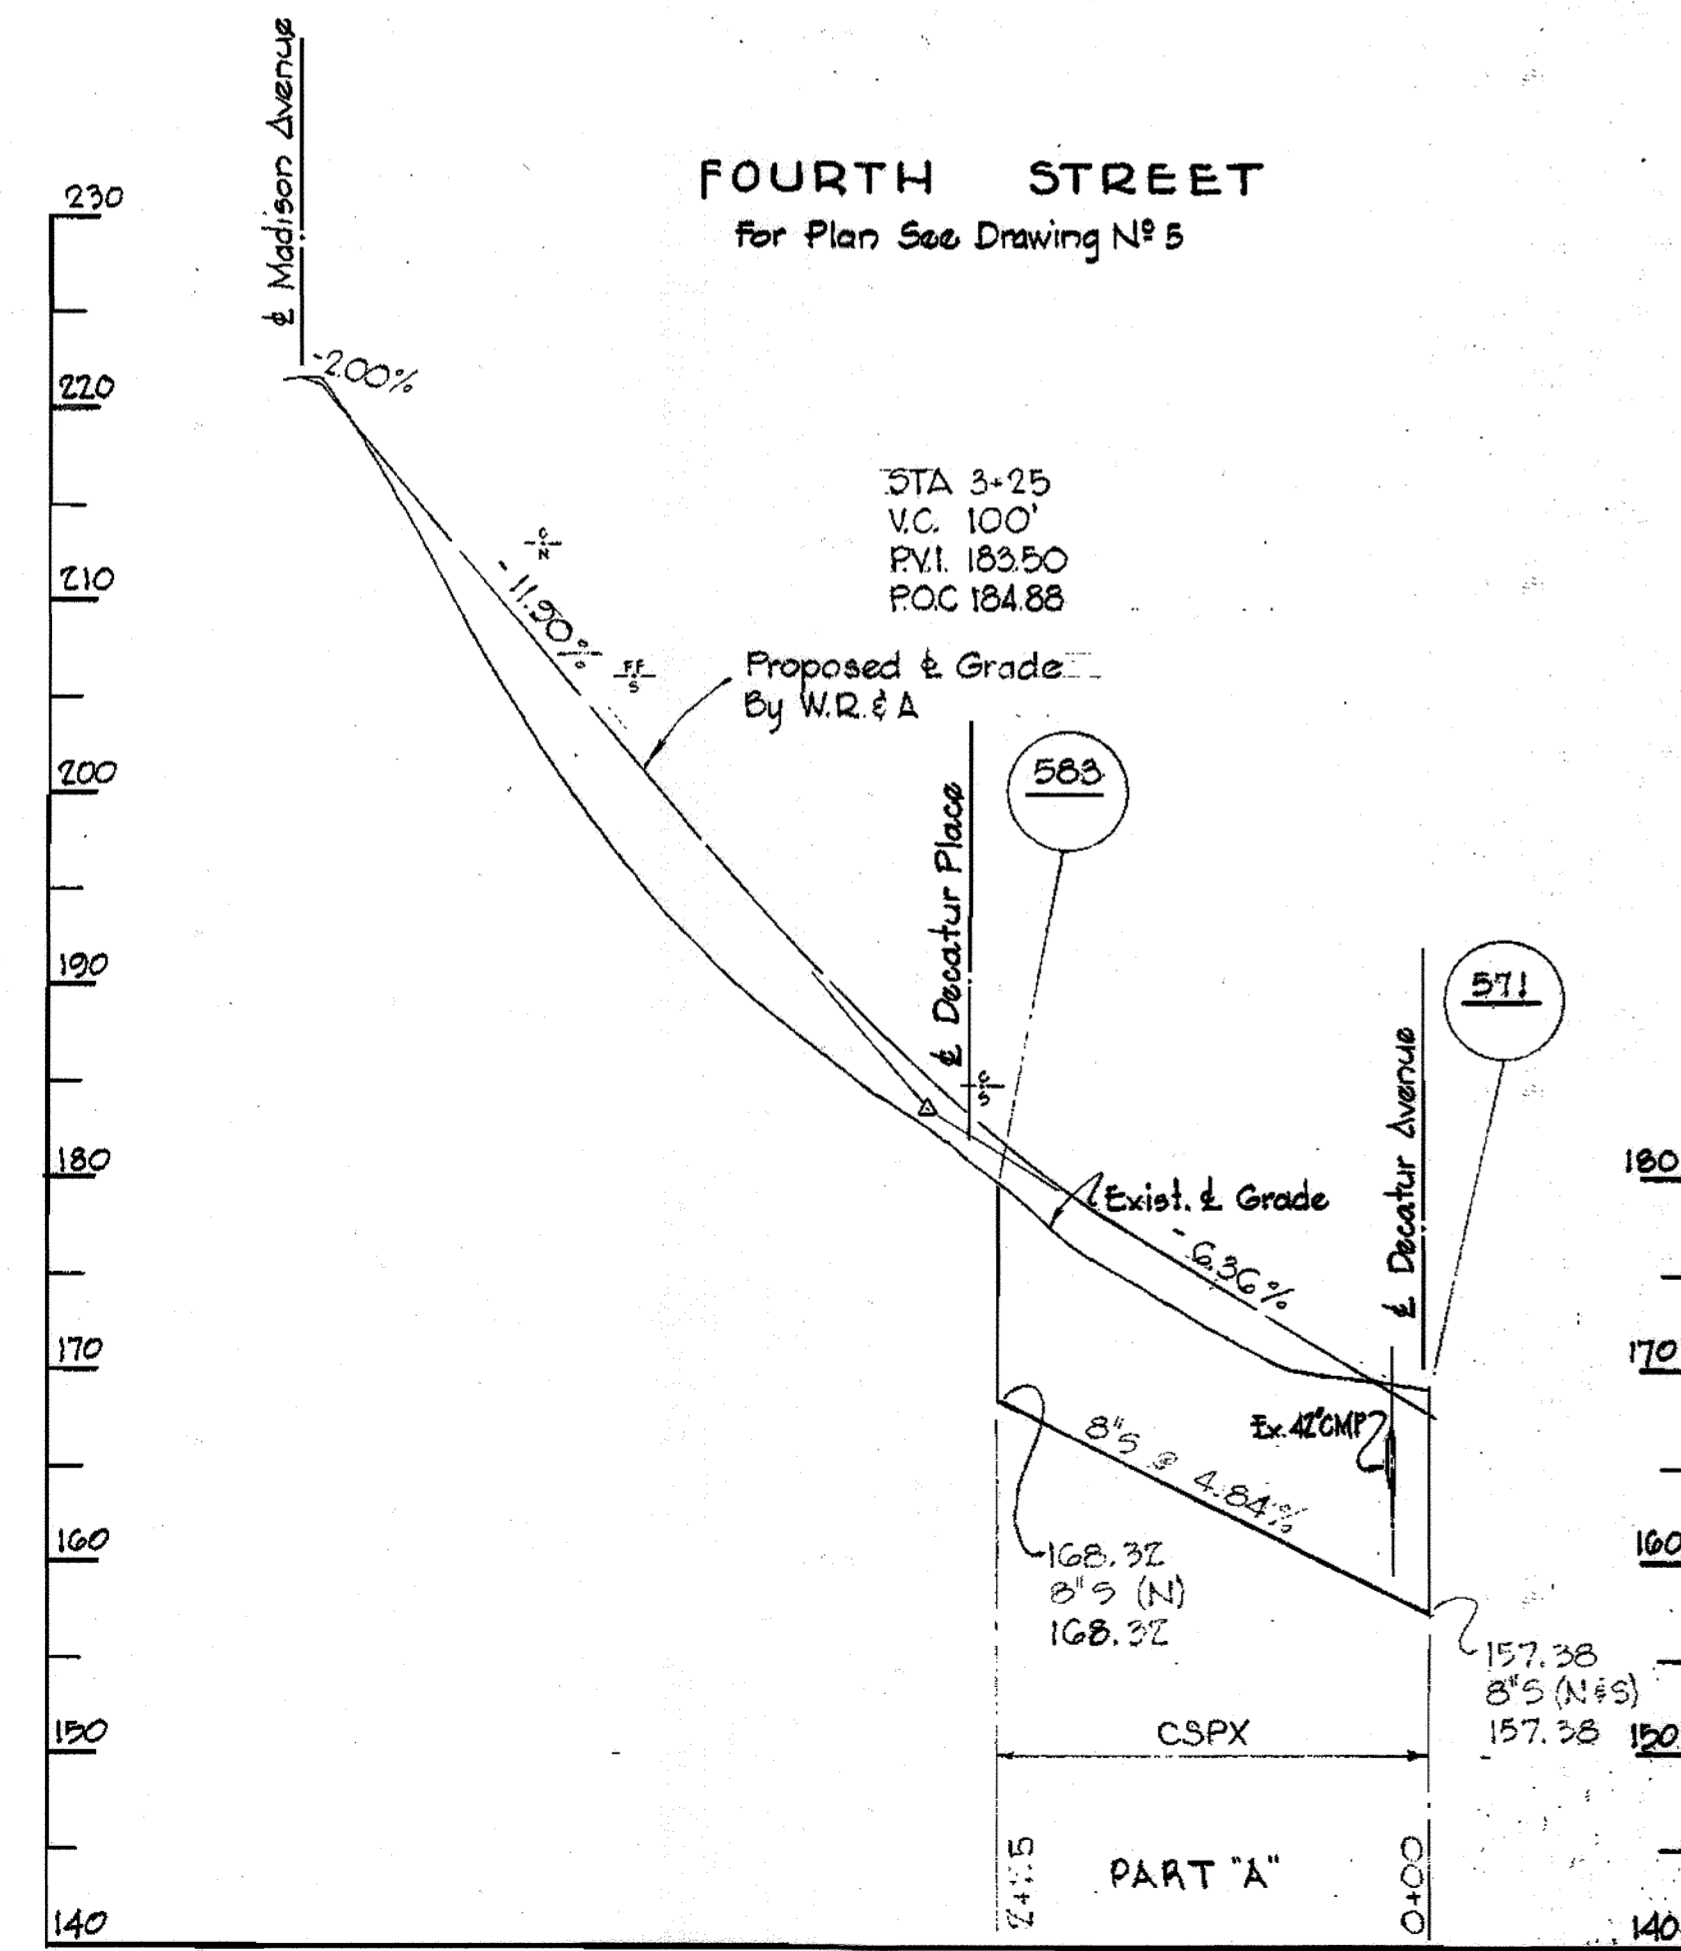 FOURTH STREET
For Plan See Drawing Nº 5
℄ Madison Avenue
230
220
210
200
190
180
170
160
150
140
-2.00%
STA 3+25
V.C. 100'
P.V.I. 183.50
P.O.C 184.88
C
N
-11.90%
F.F.
S
Proposed ℄ Grade
By W.R. & A
℄ Decatur Place
583
C
S
571
℄ Decatur Avenue
Exist. ℄ Grade
-6.36%
Ex. 42"CMP
8"S @ 4.84%
168.32
8"S (N)
168.32
157.38
8"S (N&S)
157.38
CSPX
PART "A"
0+00
180
170
160
150
140